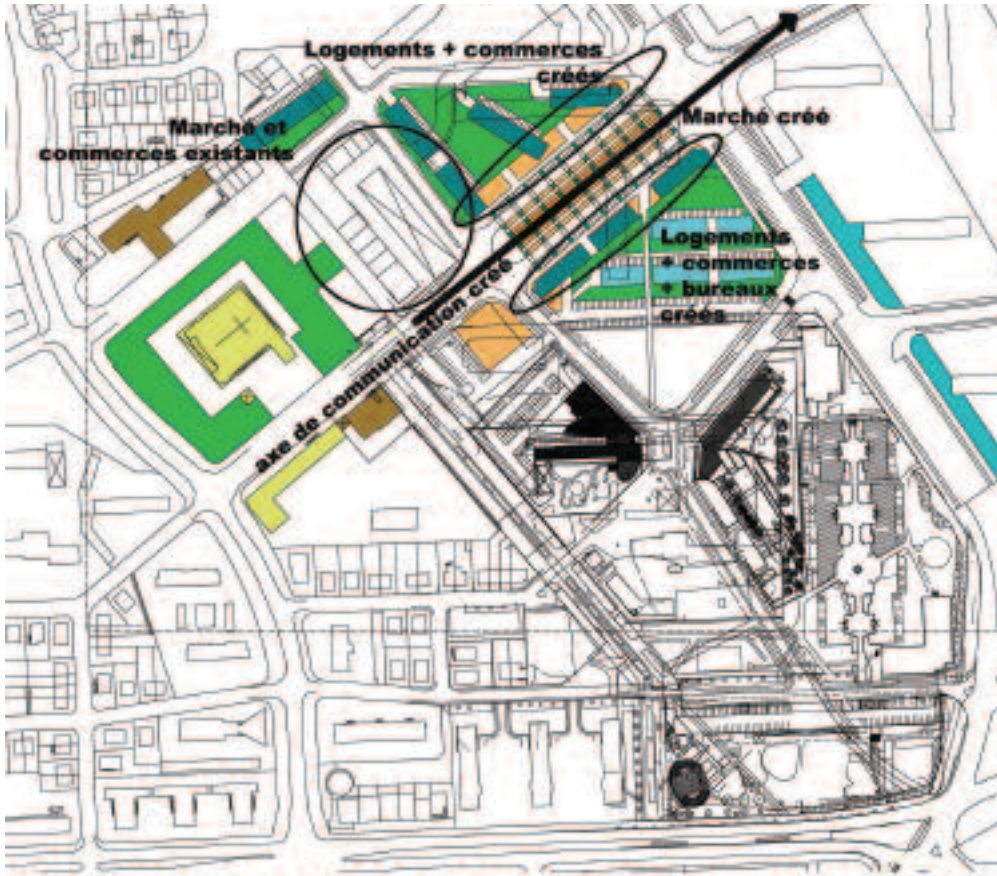 Logements + commerces
créés
Marché et
commerces existants
Marché créé
Logements
+ commerces
+ bureaux
créés
axe de communication créé